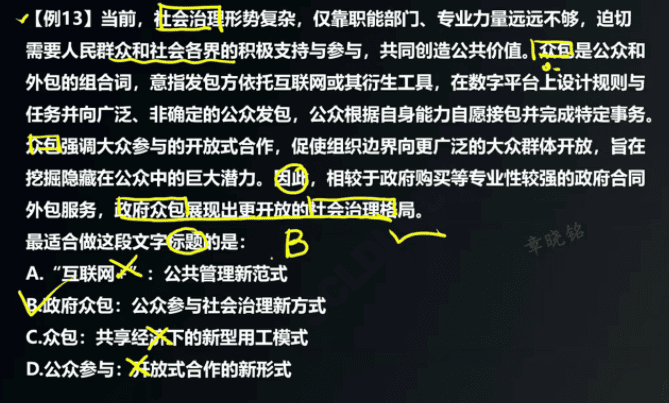 【例13】当前，社会治理形势复杂，仅靠职能部门、专业力量远远不够，迫切
需要人民群众和社会各界的积极支持与参与，共同创造公共价值。众包是公众和
外包的组合词，意指发包方依托互联网或其衍生工具，在数字平台上设计规则与
任务并向广泛、非确定的公众发包，公众根据自身能力自愿接包并完成特定事务。
众包强调大众参与的开放式合作，促使组织边界向更广泛的大众群体开放，旨在
挖掘隐藏在公众中的巨大潜力。因此，相较于政府购买等专业性较强的政府合同
外包服务，政府众包展现出更开放的社会治理格局。
最适合做这段文字标题的是：
B
章晓铭
A.“互联网+”：公共管理新范式
B.政府众包：公众参与社会治理新方式
C.众包：共享经济下的新型用工模式
D.公众参与：开放式合作的新形式